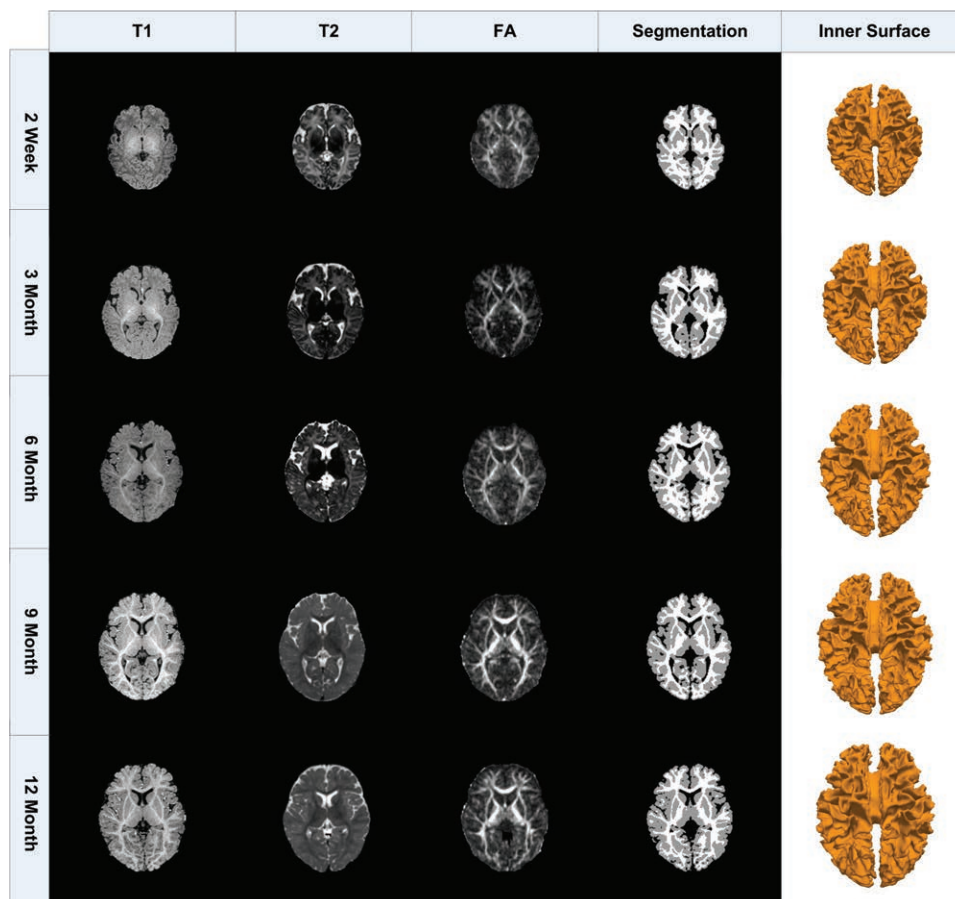 T1 T2 FA Segmentation Inner Surface
2 Week
3 Month
6 Month
9 Month
12 Month